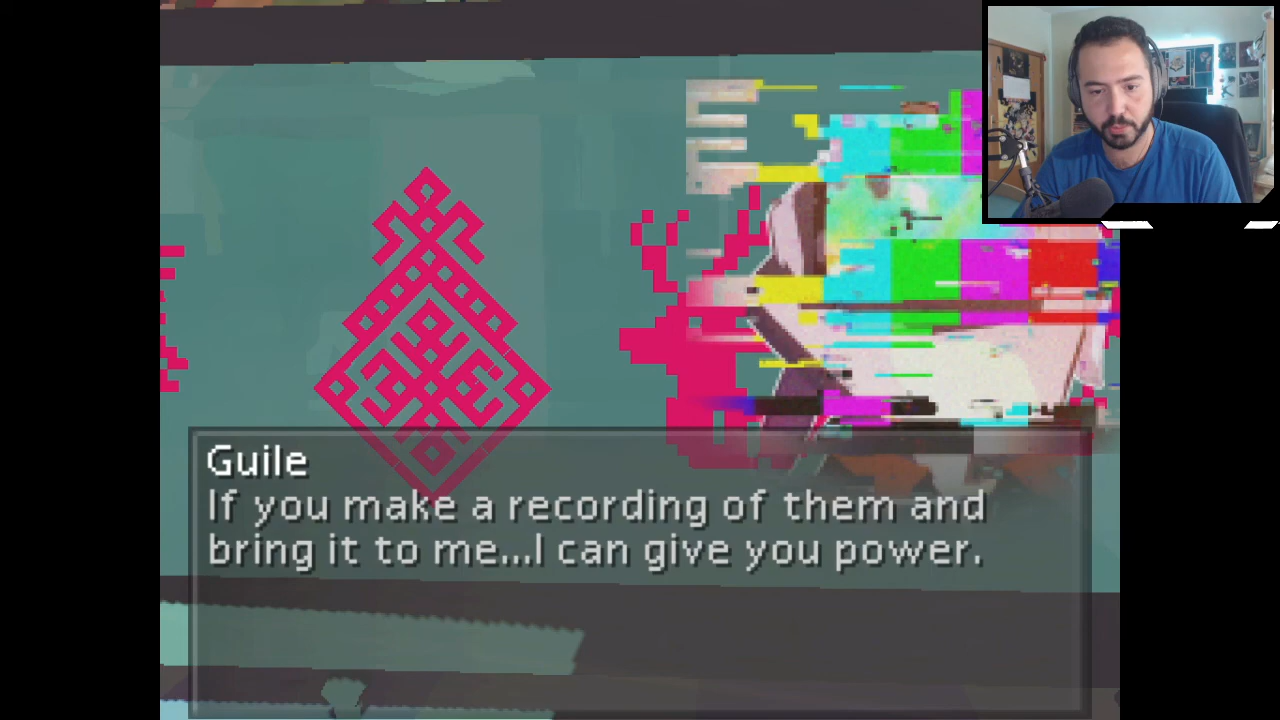 Guile
If you make a recording of them and
bring it to me...I can give you power.